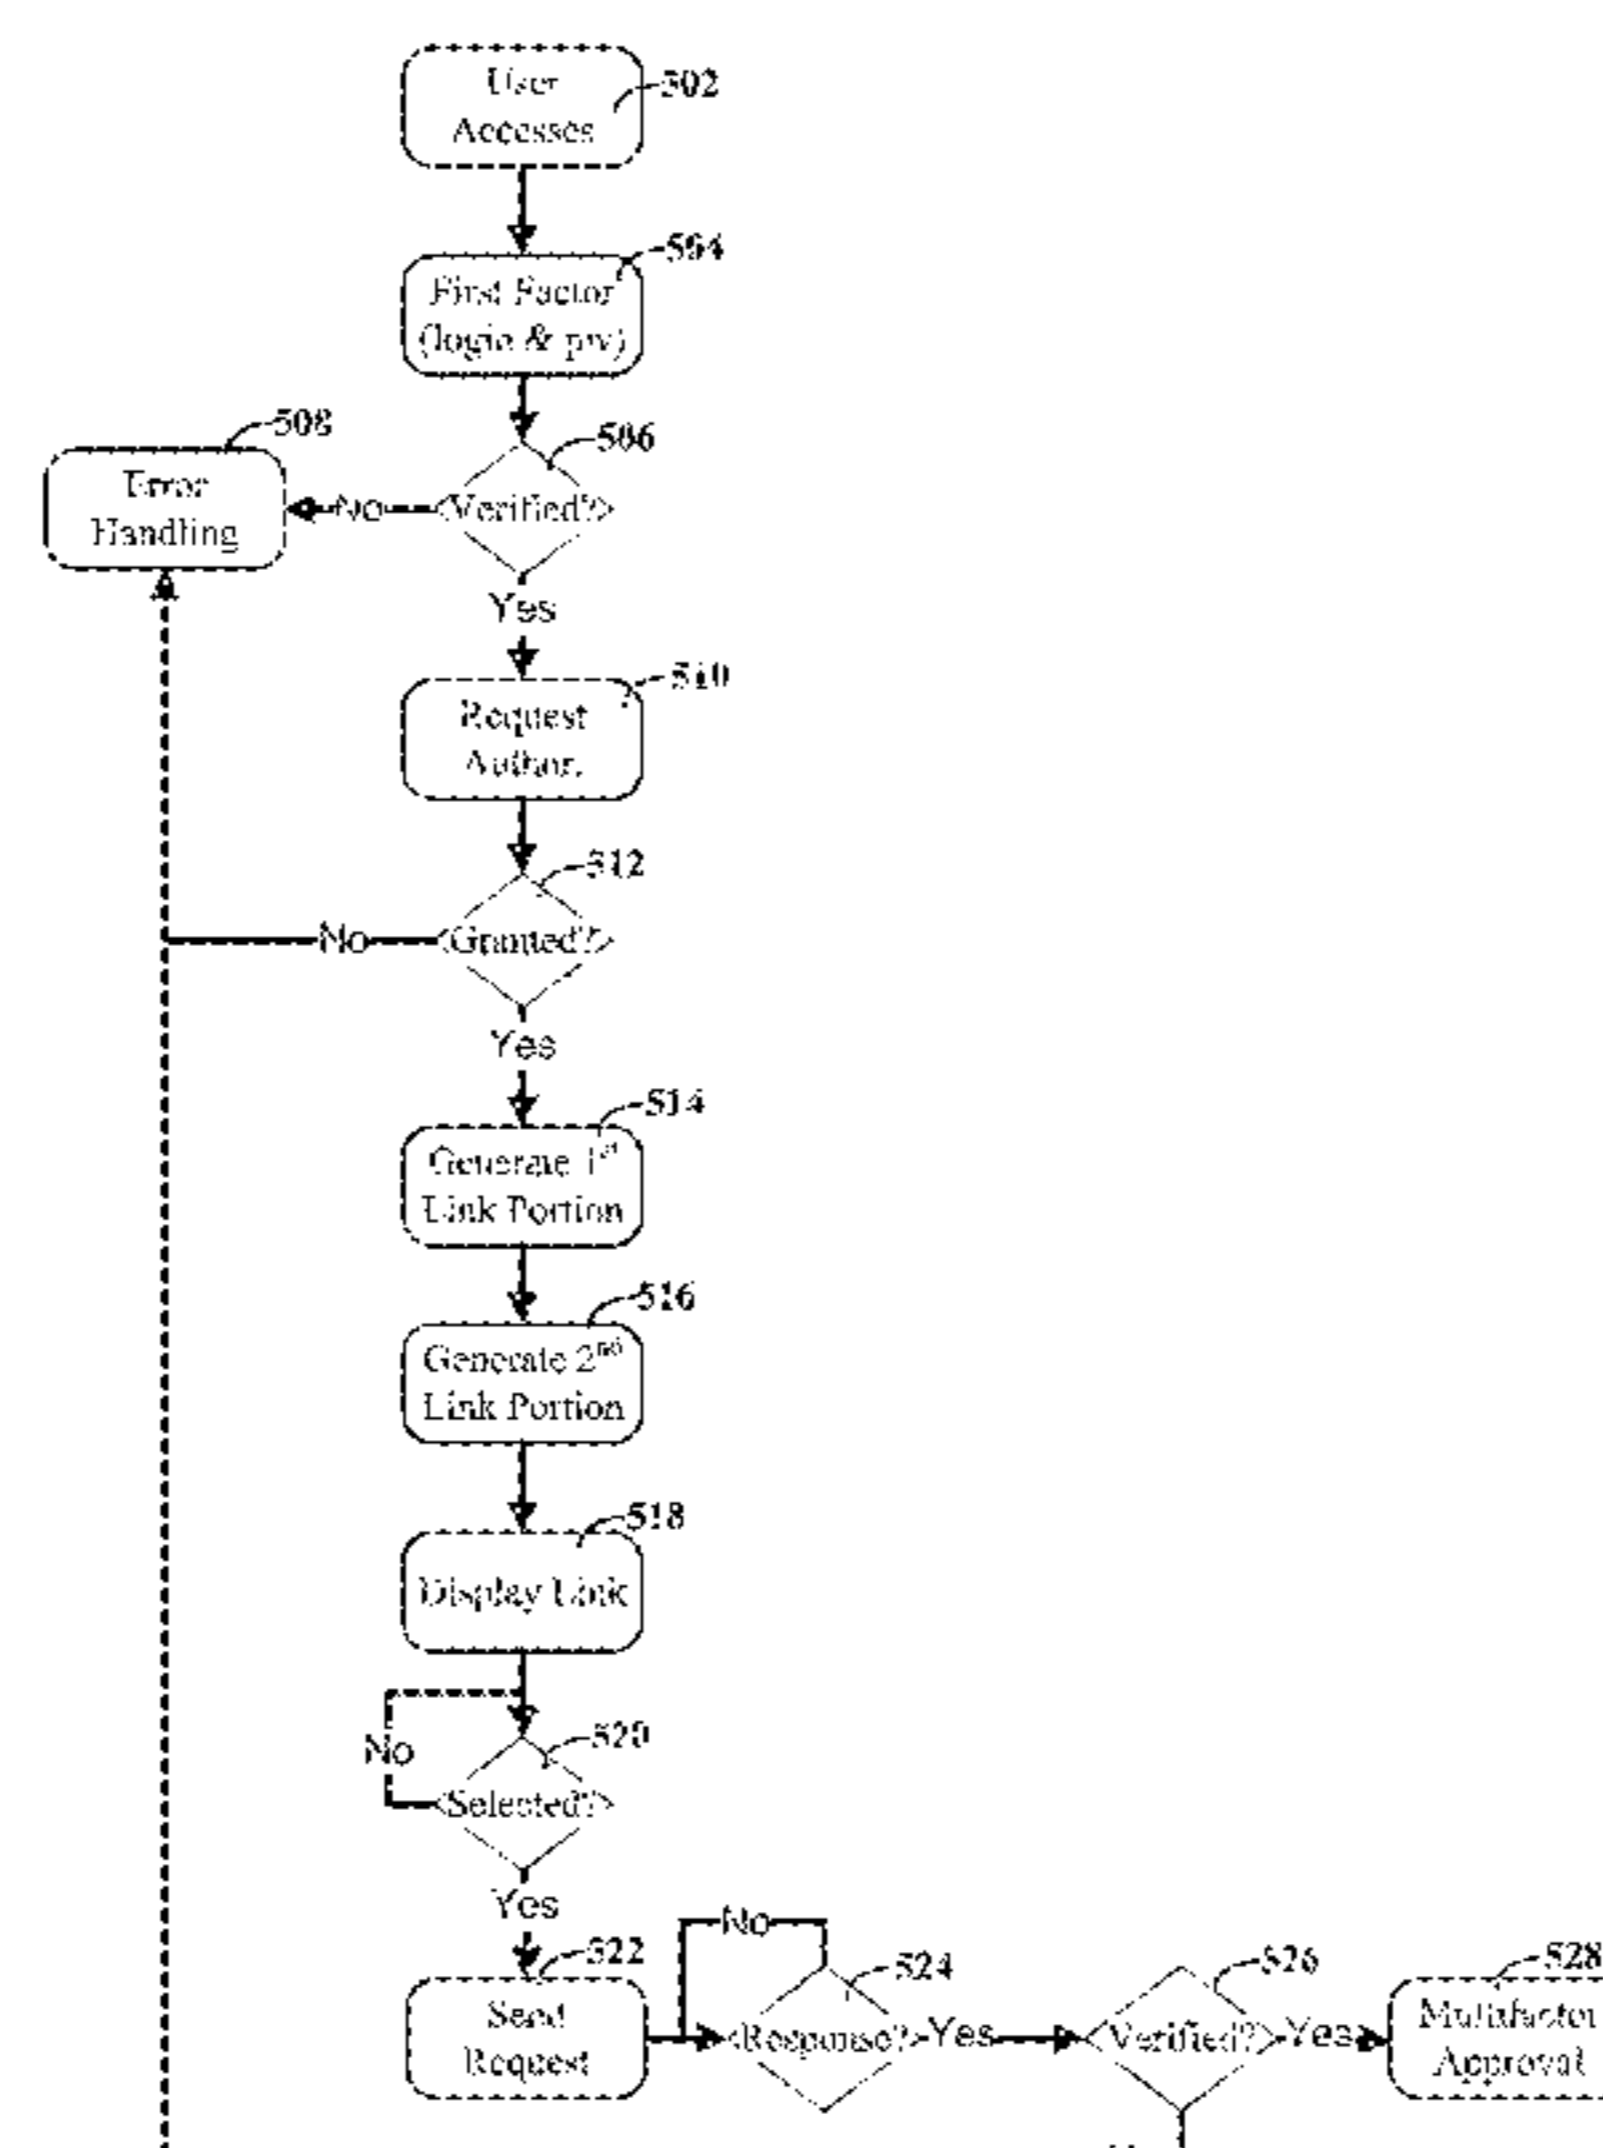 User
Accesses
502
First Factor
(login & pw)
504
Verified?
506
No
Error
Handling
508
Yes
Request
Author.
510
Granted?
512
No
Yes
Generate 1st
Link Portion
514
Generate 2nd
Link Portion
516
Display Link
518
Selected?
520
No
Yes
Send
Request
522
Response?
524
No
Yes
Verified?
526
Yes
Multifactor
Approval
528